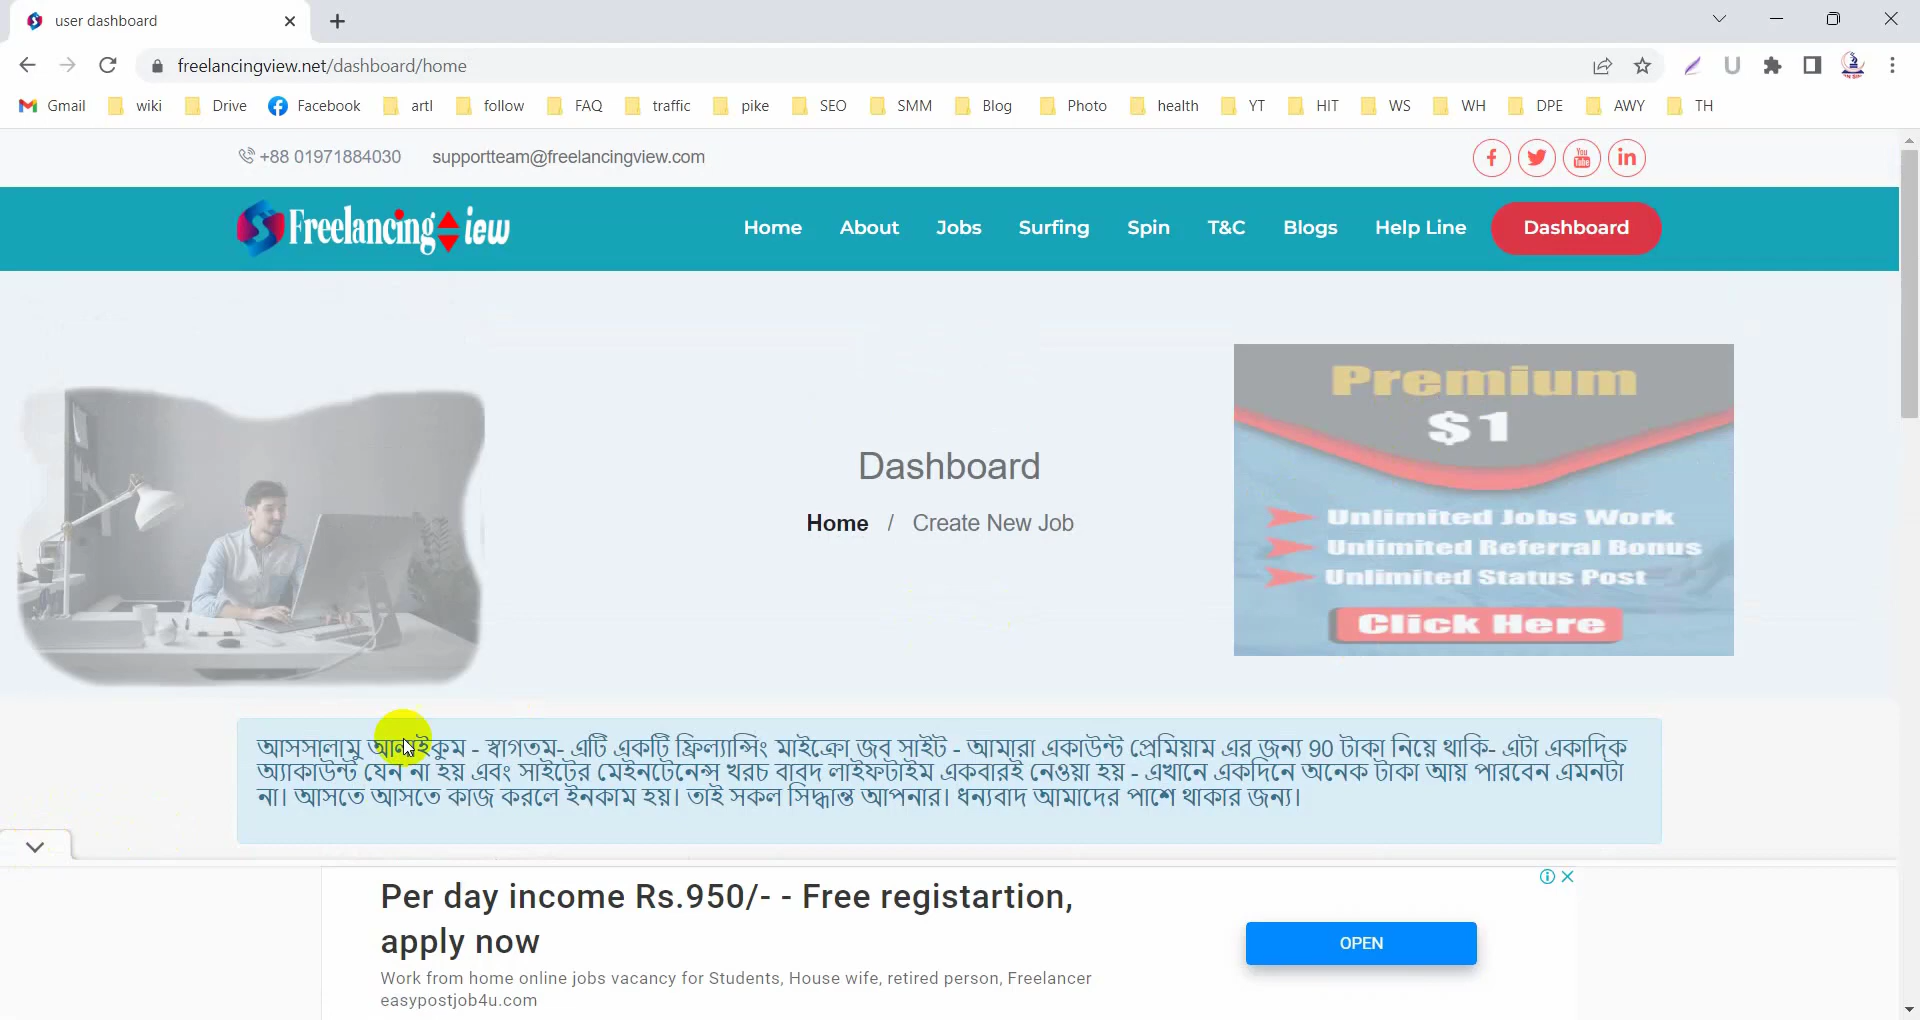 user dashboard
freelancingview.net/dashboard/home
Gmail wiki Drive Facebook artl follow FAQ traffic pike SEO SMM Blog Photo health YT HIT WS WH DPE AWY TH
+88 01971884030 supportteam@freelancingview.com
Freelancing iew Home About Jobs Surfing Spin T&C Blogs Help Line Dashboard
Premium
$1
Dashboard
Home / Create New Job
Unlimited Jobs Work
Unlimited Referral Bonus
Unlimited Status Post
Click Here
আসসালামু আলাইকুম - স্বাগতম- এটি একটি ফ্রিল্যান্সিং মাইক্রো জব সাইট - আমারা একাউন্ট প্রেমিয়াম এর জন্য 90 টাকা নিয়ে থাকি- এটা একাদিক
অ্যাকাউন্ট যেন না হয় এবং সাইটের মেইনটেনেন্স খরচ বাবদ লাইফটাইম একবারই নেওয়া হয় - এখানে একদিনে অনেক টাকা আয় পারবেন এমনটা
না। আসতে আসতে কাজ করলে ইনকাম হয়। তাই সকল সিদ্ধান্ত আপনার। ধন্যবাদ আমাদের পাশে থাকার জন্য।
Per day income Rs.950/- - Free registartion,
apply now
OPEN
Work from home online jobs vacancy for Students, House wife, retired person, Freelancer
easypostjob4u.com